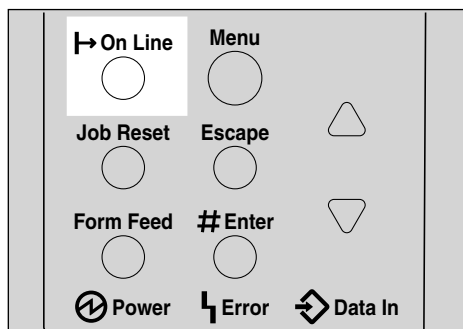 On Line Menu
Job Reset Escape
Form Feed # Enter
Power Error Data In